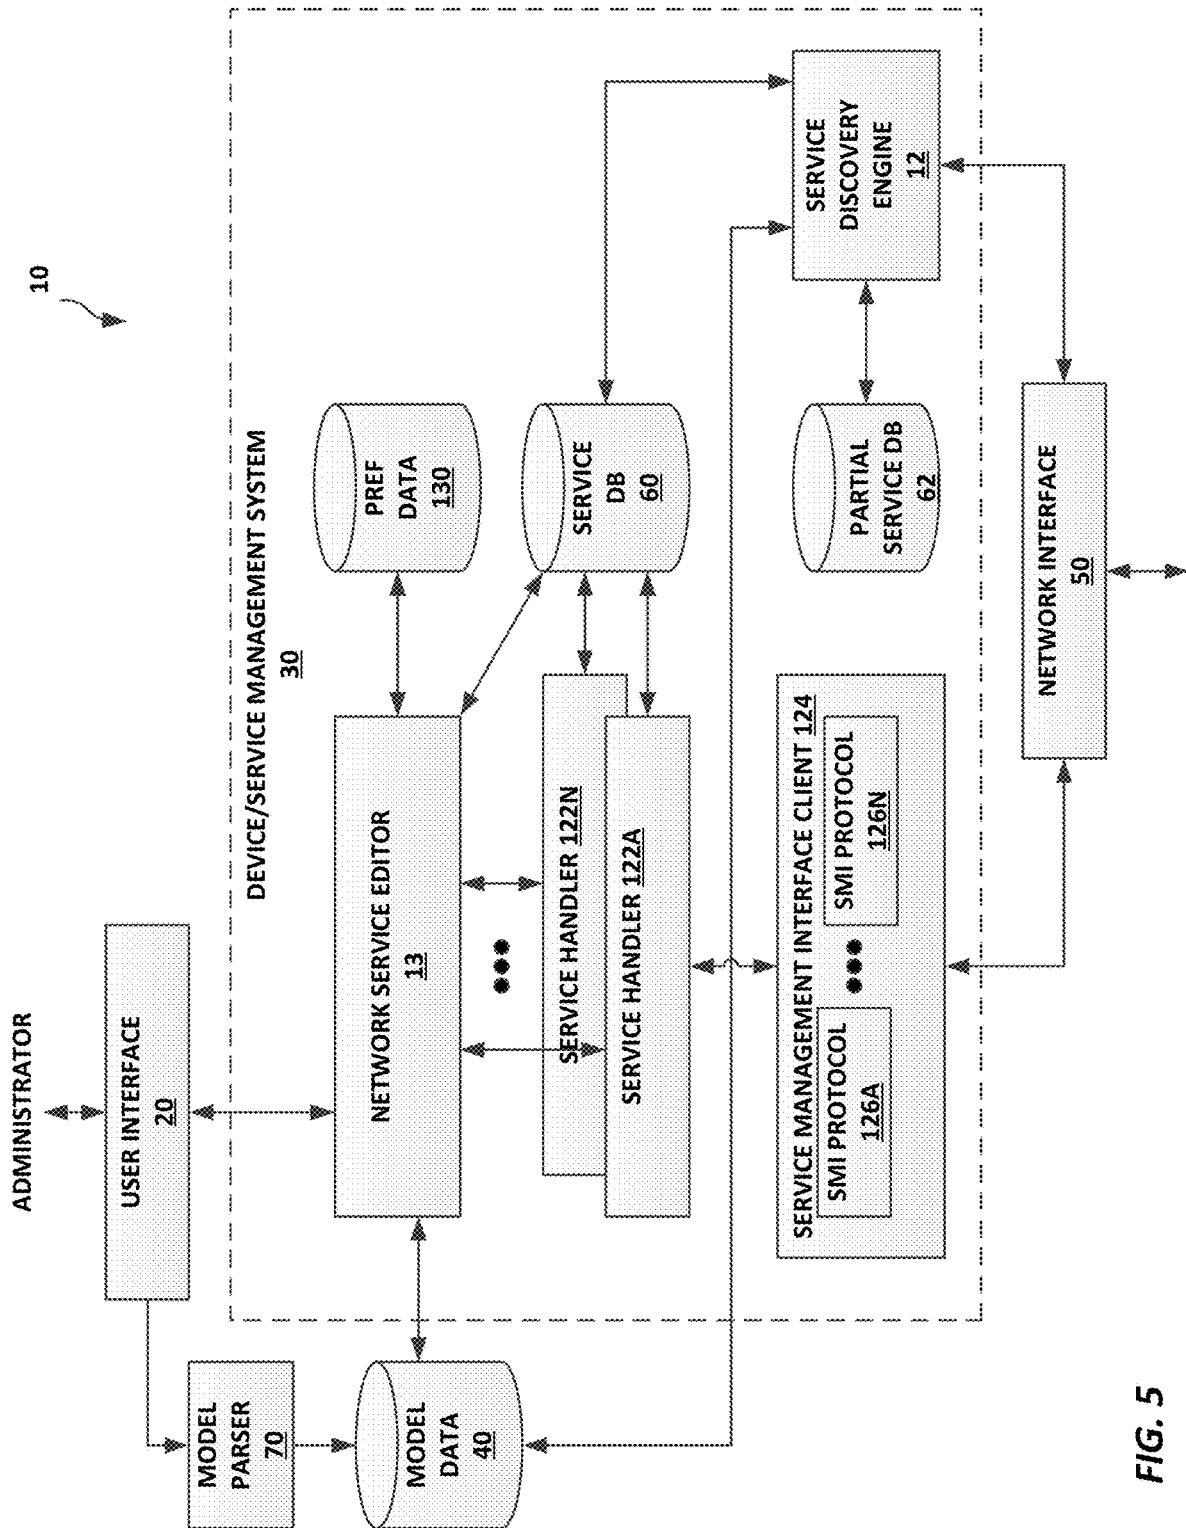 ADMINISTRATOR
10
USER INTERFACE
20
MODEL
PARSER
70
DEVICE/SERVICE MANAGEMENT SYSTEM
30
MODEL
DATA
40
NETWORK SERVICE EDITOR
13
PREF
DATA
130
SERVICE HANDLER 122N
SERVICE HANDLER 122A
SERVICE
DB
60
SERVICE MANAGEMENT INTERFACE CLIENT 124
SMI PROTOCOL
126A
SMI PROTOCOL
126N
PARTIAL
SERVICE DB
62
SERVICE
DISCOVERY
ENGINE
12
NETWORK INTERFACE
50
FIG. 5